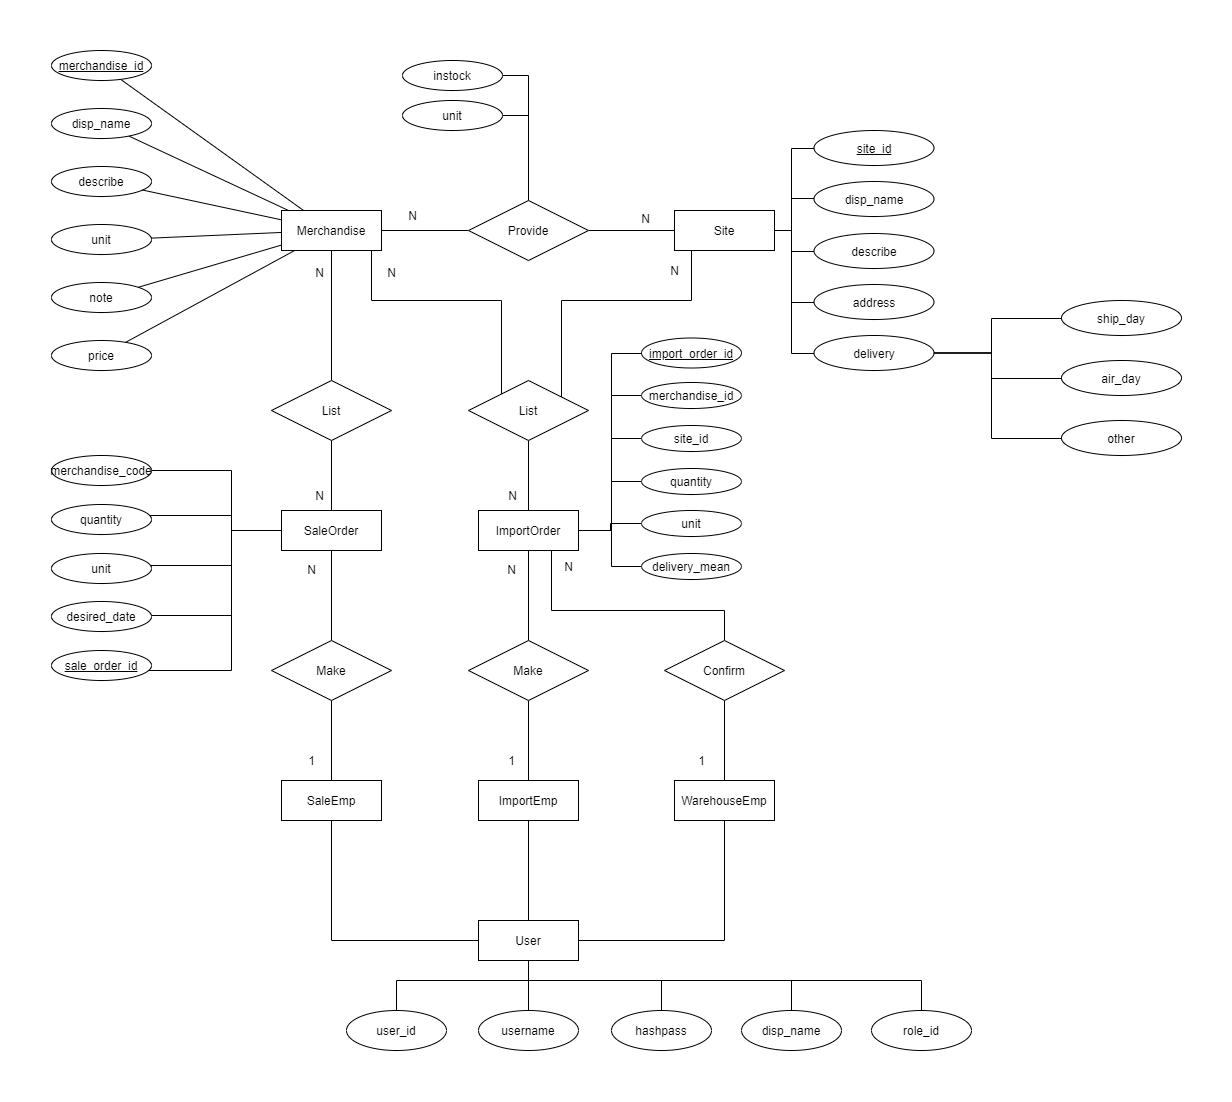 merchandise_id
disp_name
describe
unit
note
price
instock
unit
Merchandise
N
Provide
N
Site
site_id
disp_name
describe
address
delivery
ship_day
air_day
other
N
N
N
List
List
import_order_id
merchandise_id
site_id
quantity
unit
delivery_mean
merchandise_code
quantity
unit
desired_date
sale_order_id
N
SaleOrder
N
N
ImportOrder
N
N
Make
Make
Confirm
1
1
1
SaleEmp
ImportEmp
WarehouseEmp
User
user_id
username
hashpass
disp_name
role_id